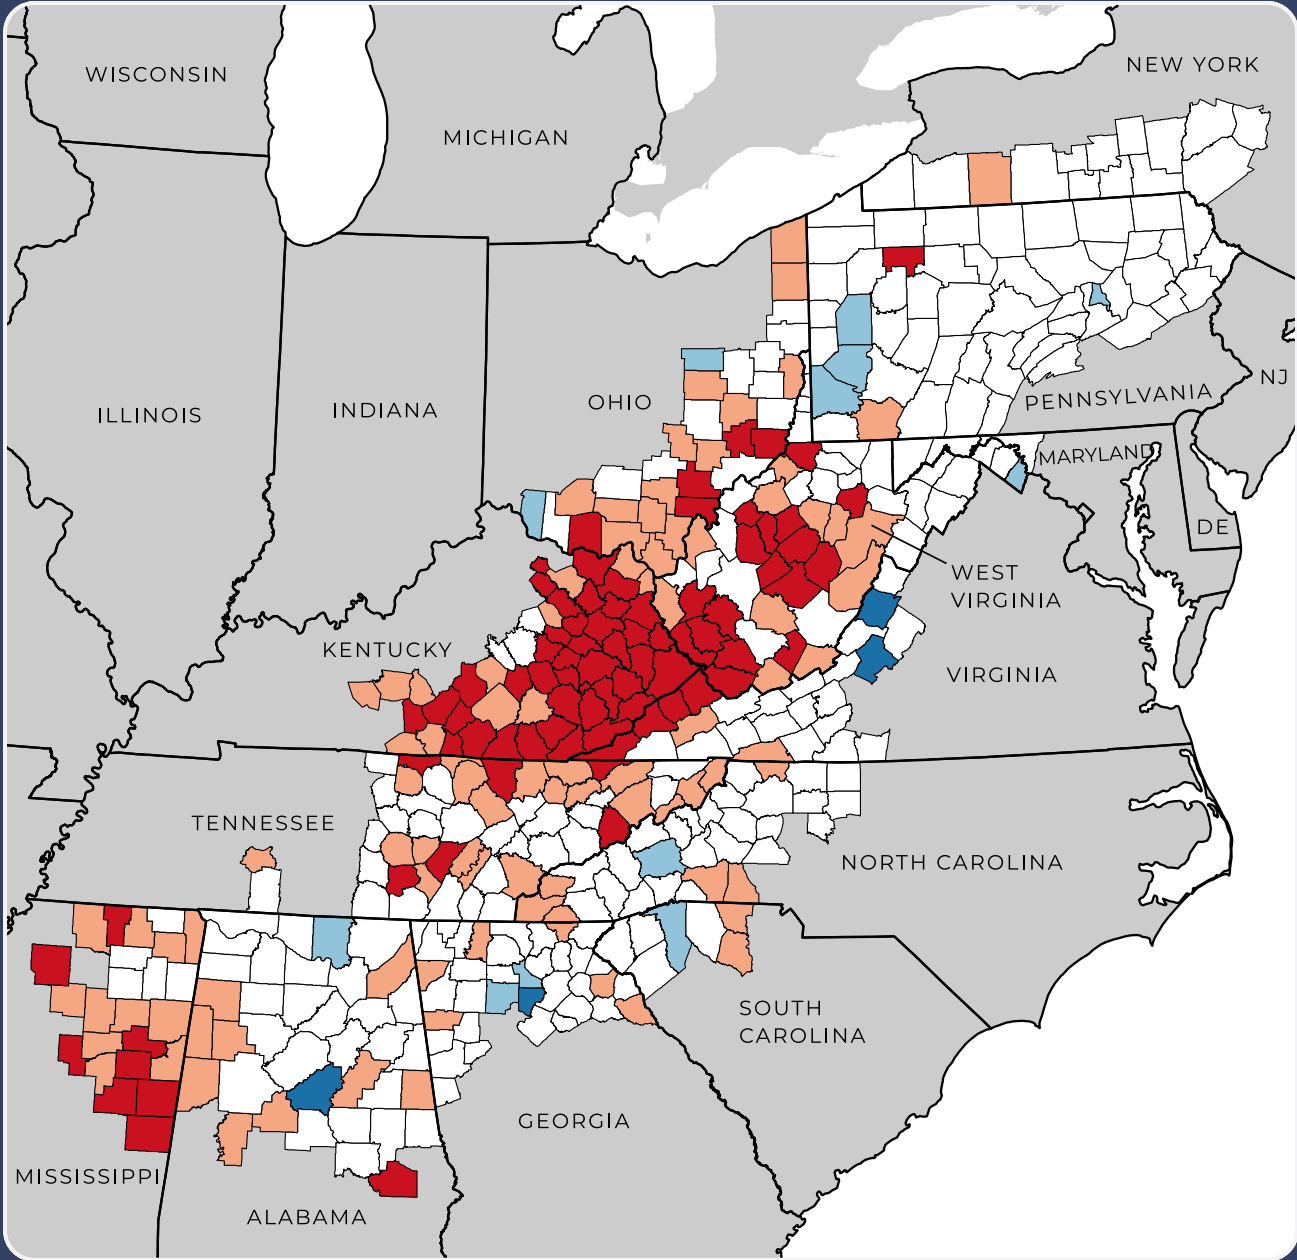 WISCONSIN
NEW YORK
MICHIGAN
ILLINOIS
INDIANA
OHIO
PENNSYLVANIA
NJ
MARYLAND
DE
WEST
VIRGINIA
KENTUCKY
VIRGINIA
TENNESSEE
NORTH CAROLINA
SOUTH
CAROLINA
GEORGIA
MISSISSIPPI
ALABAMA